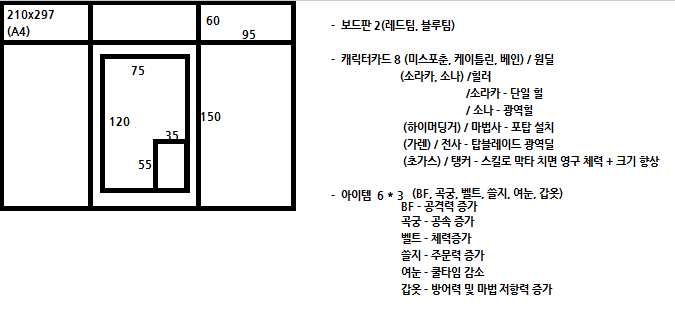 210x297
(A4)
60
95
75
120
150
35
55
- 보드판 2(레드팀, 블루팀)
- 캐릭터카드 8 (미스포춘, 케이틀린, 베인) / 원딜
(소라카, 소나) /힐러
/소라카 - 단일 힐
/ 소나 - 광역힐
(하이머딩거) / 마법사 - 포탑 설치
(가렌) / 전사 - 탑블레이드 광역딜
(초가스) / 탱커 - 스킬로 막타 치면 영구 체력 + 크기 향상
- 아이템 6 * 3 (BF, 곡궁, 벨트, 쓸지, 여눈, 갑옷)
BF - 공격력 증가
곡궁 - 공속 증가
벨트 - 체력증가
쓸지 - 주문력 증가
여눈 - 쿨타임 감소
갑옷 - 방어력 및 마법저항력 증가